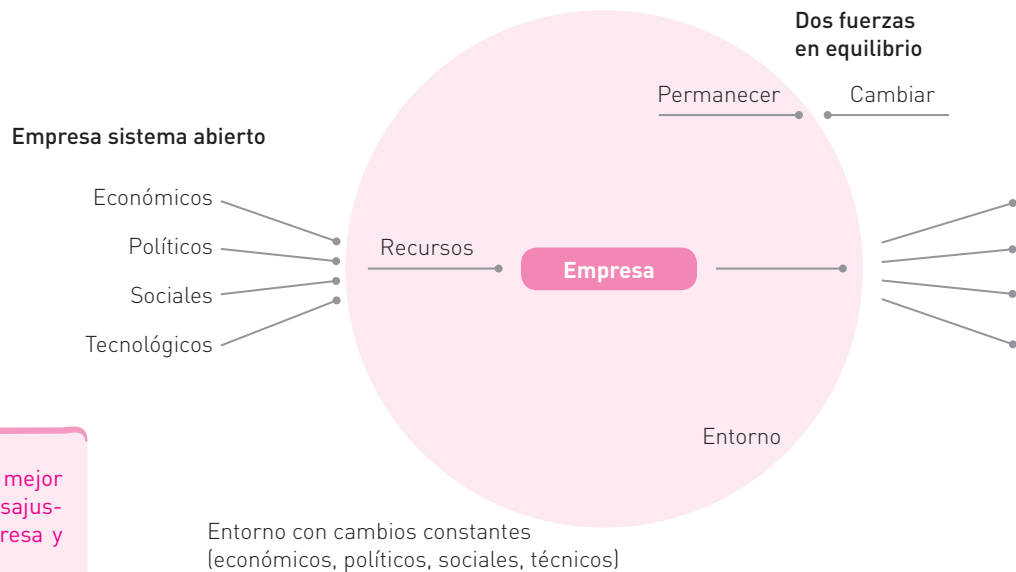 Dos fuerzas
en equilibrio
Permanecer
Cambiar
Empresa sistema abierto
Económicos
Políticos
Sociales
Tecnológicos
Recursos
Empresa
Entorno
mejor
sajus-
resa y
Entorno con cambios constantes
(económicos, políticos, sociales, técnicos)